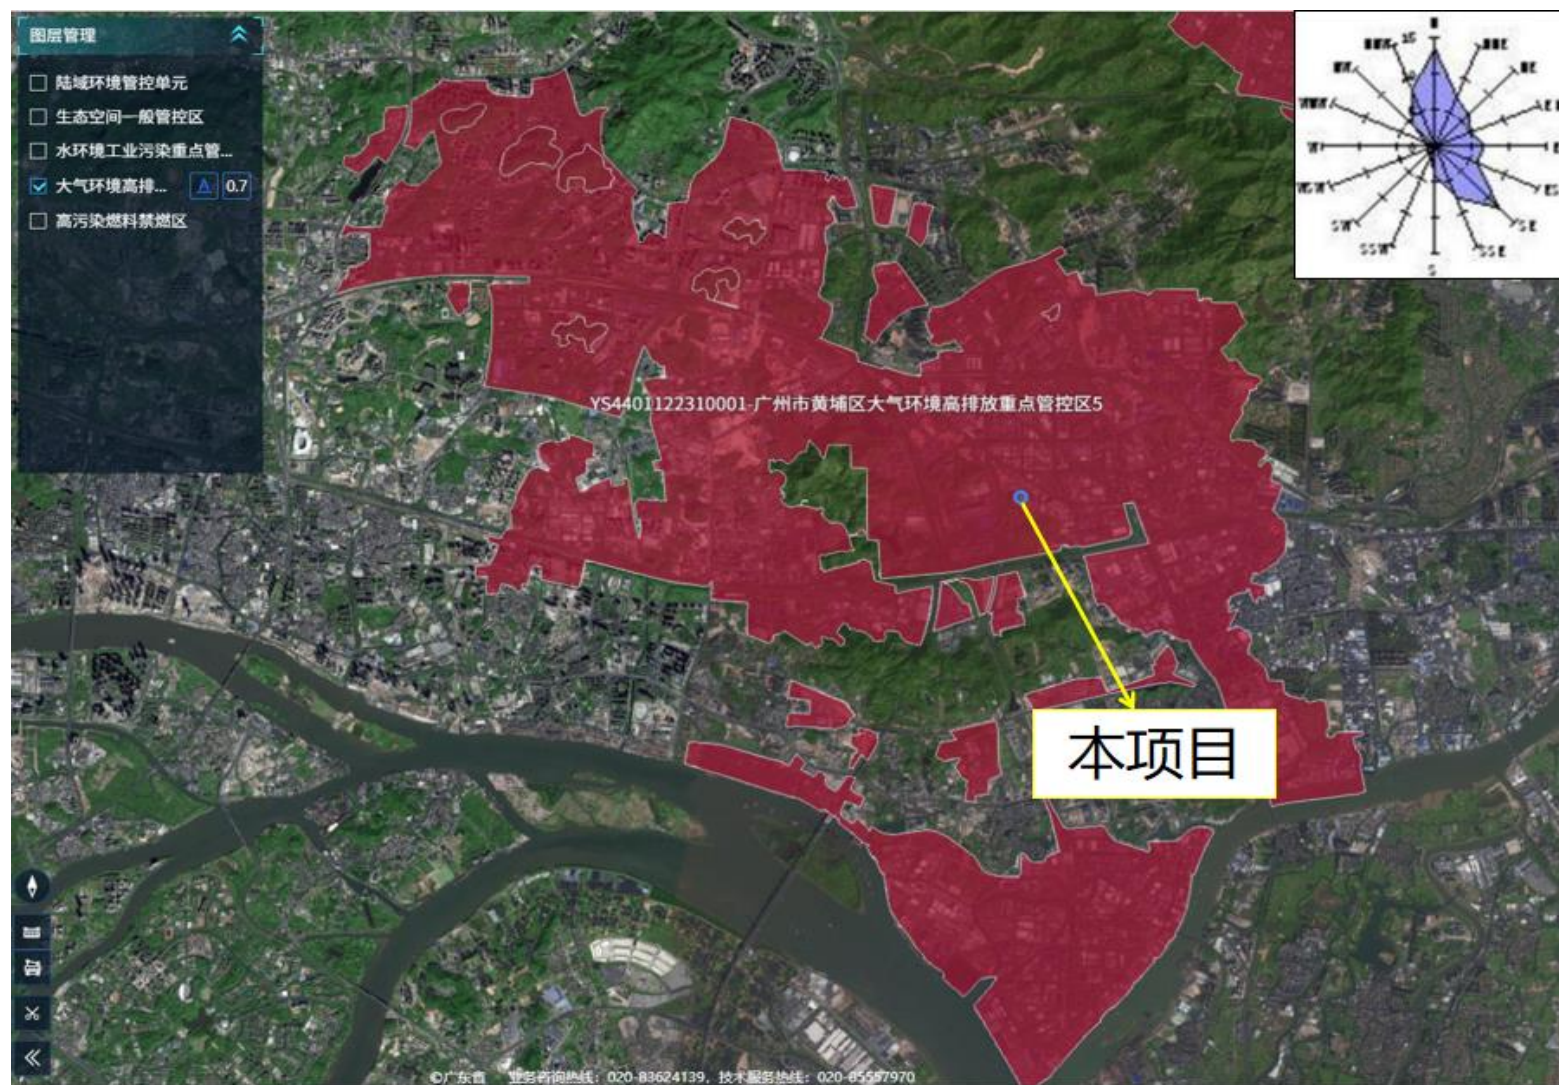 图层管理
陆域环境管控单元
生态空间一般管控区
水环境工业污染重点管...
大气环境高排... 0.7
高污染燃料禁燃区
N
NNW 15 NNE
NW NE
WNW
W
SW SE
SSW SSE
S
YS4401122310001 广州市黄埔区大气环境高排放重点管控区5
本项目
©广东省 业务咨询热线：020-83624139，技术服务热线：020-85557970